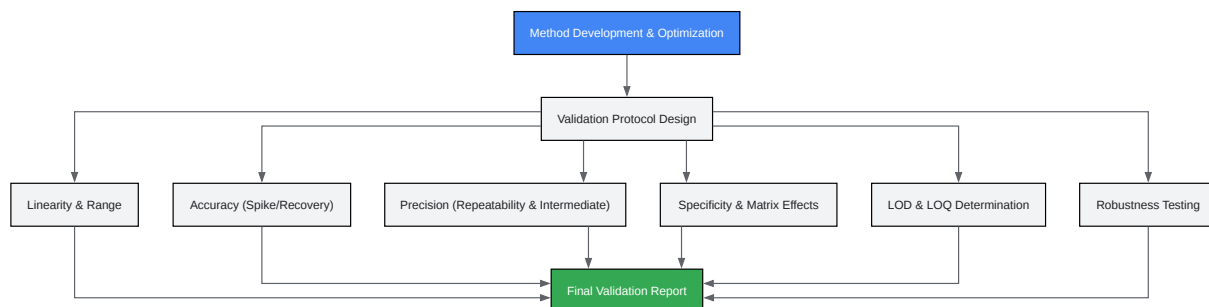 Method Development & Optimization
Validation Protocol Design
Linearity & Range
Accuracy (Spike/Recovery)
Precision (Repeatability & Intermediate)
Specificity & Matrix Effects
LOD & LOQ Determination
Robustness Testing
Final Validation Report